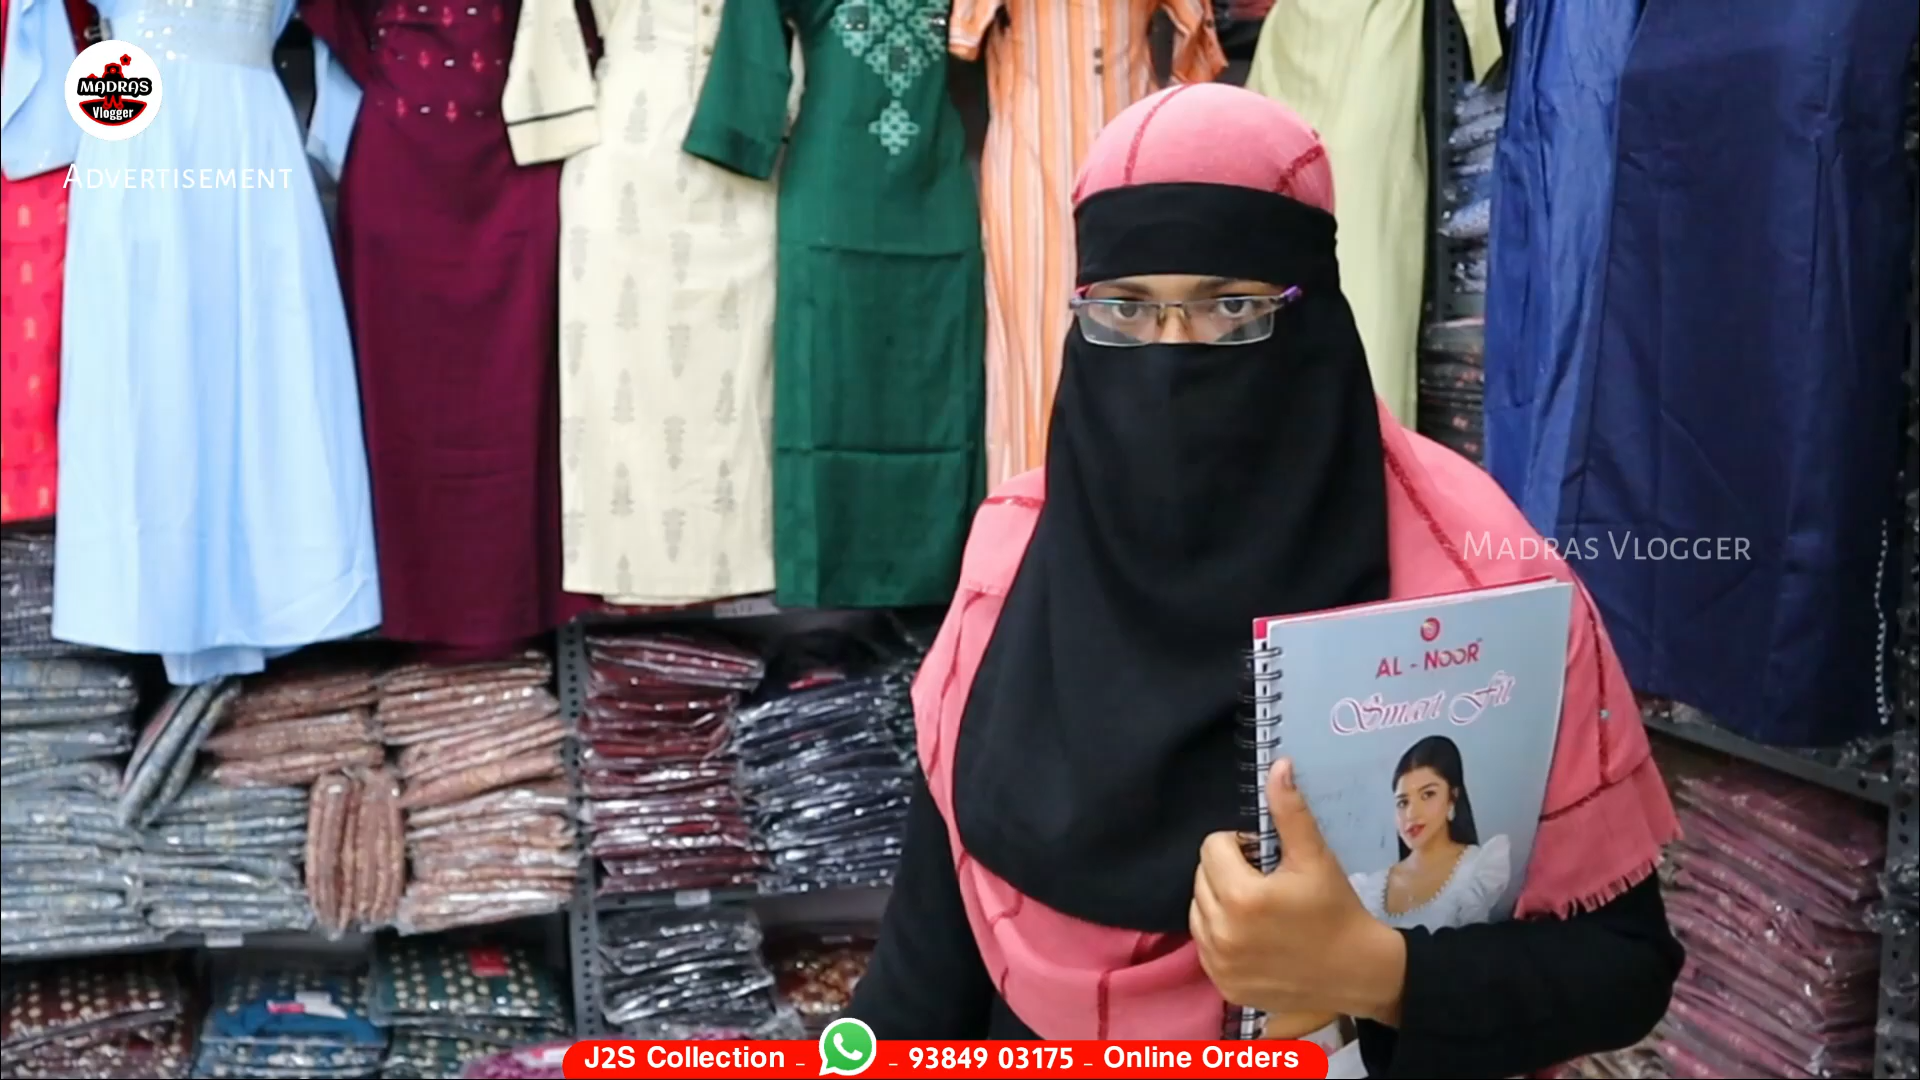 MADRAS
Vlogger
ADVERTISEMENT
MADRAS VLOGGER
AL - NOOR
Smart Fit
J2S Collection - - 93849 03175 - Online Orders